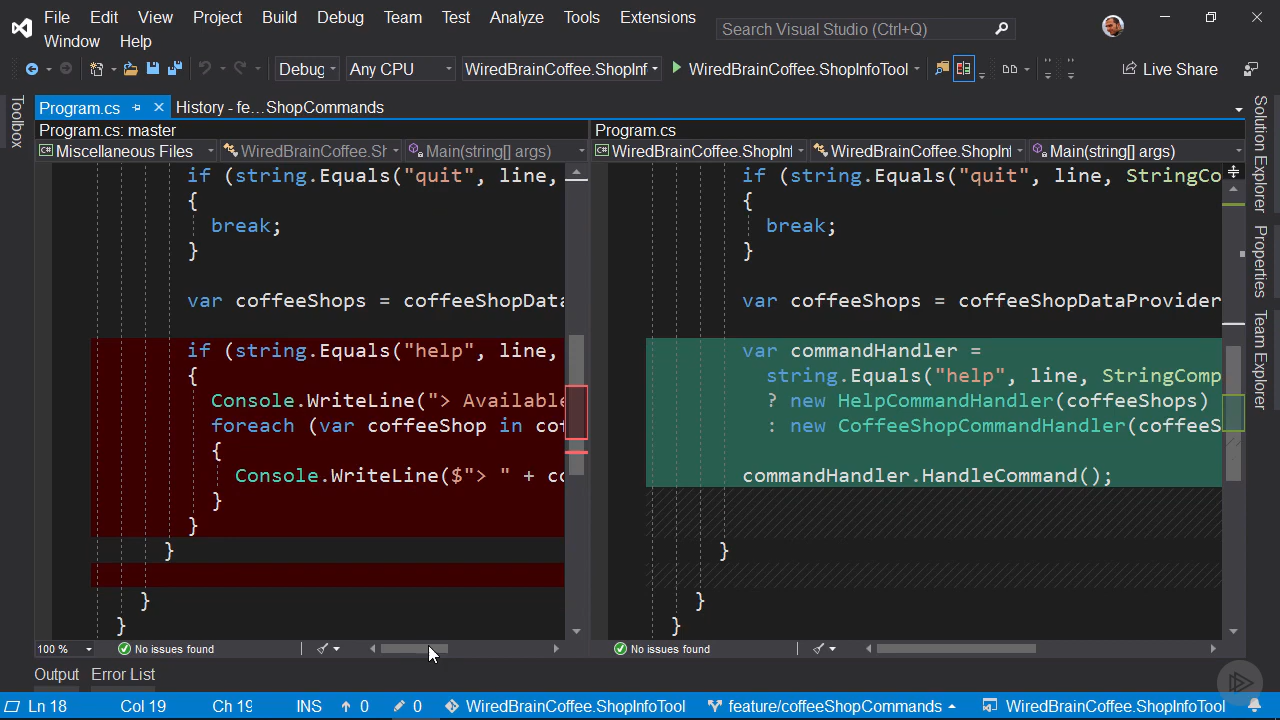 File Edit View Project Build Debug Team Test Analyze Tools Extensions
Window Help
Search Visual Studio (Ctrl+Q)
Debug Any CPU WiredBrainCoffee.ShopInf WiredBrainCoffee.ShopInfoTool Live Share
Toolbox
Program.cs History - fe…ShopCommands
Program.cs: master
Miscellaneous Files WiredBrainCoffee.Sh Main(string[] args)
if (string.Equals("quit", line,
{
break;
}
var coffeeShops = coffeeShopData
if (string.Equals("help", line,
{
Console.WriteLine("> Available
foreach (var coffeeShop in cof
{
Console.WriteLine($"> " + co
}
}
}
}
}
100 % No issues found
Program.cs
WiredBrainCoffee.ShopInf WiredBrainCoffee.ShopInf Main(string[] args)
if (string.Equals("quit", line, StringCo
{
break;
}
var coffeeShops = coffeeShopDataProvider
var commandHandler =
string.Equals("help", line, StringComp
? new HelpCommandHandler(coffeeShops)
: new CoffeeShopCommandHandler(coffeeS
commandHandler.HandleCommand();
}
}
}
No issues found
Solution Explorer
Properties
Team Explorer
Output Error List
Ln 18 Col 19 Ch 19 INS 0 0 WiredBrainCoffee.ShopInfoTool feature/coffeeShopCommands WiredBrainCoffee.ShopInfoTool